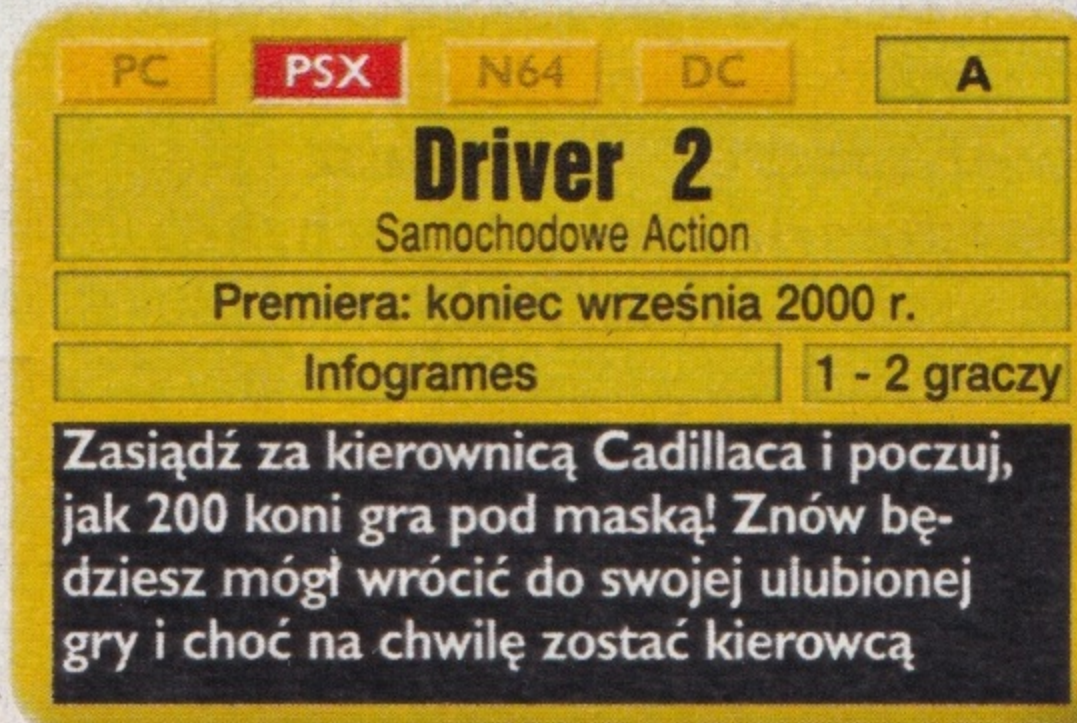 PC PSX N64 DC A
Driver 2
Samochodowe Action
Premiera: koniec września 2000 r.
Infogrames 1 - 2 graczy
Zasiądź za kierownicą Cadillaca i poczuj,
jak 200 koni gra pod maską! Znów bę-
dziesz mógł wrócić do swojej ulubionej
gry i choć na chwilę zostać kierowcą